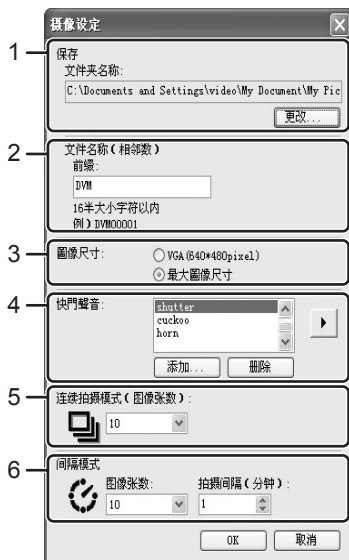 摄像设定
1
保存
文件夹名称:
C:\Documents and Settings\video\My Document\My Pic
更改...
2
文件名称(相邻数)
前缀:
DVM
16半大小字符以内
例)DVM00001
3
圖像尺寸:
VGA(640*480pixel)
最大圖像尺寸
4
快門聲音:
shutter
cuckoo
horn
添加...
删除
5
连续拍摄模式(图像张数):
10
6
间隔模式
图像张数:
拍摄间隔(分钟):
10
1
OK
取消